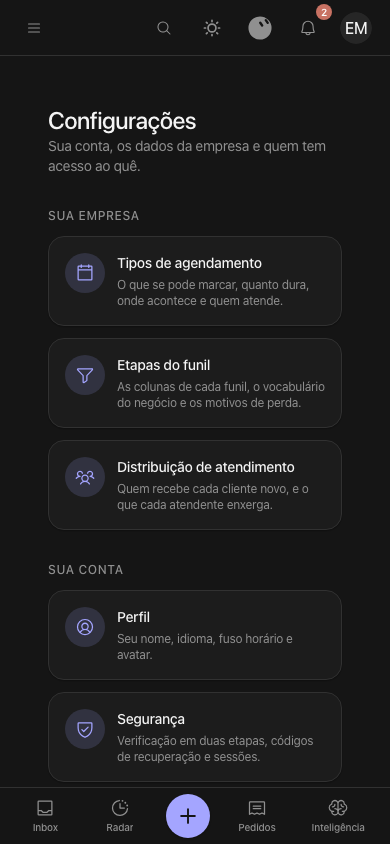 2
EM
Configurações
Sua conta, os dados da empresa e quem tem
acesso ao quê.
SUA EMPRESA
Tipos de agendamento
O que se pode marcar, quanto dura,
onde acontece e quem atende.
Etapas do funil
As colunas de cada funil, o vocabulário
do negócio e os motivos de perda.
Distribuição de atendimento
Quem recebe cada cliente novo, e o
que cada atendente enxerga.
SUA CONTA
Perfil
Seu nome, idioma, fuso horário e
avatar.
Segurança
Verificação em duas etapas, códigos
de recuperação e sessões.
Inbox
Radar
Pedidos
Inteligência